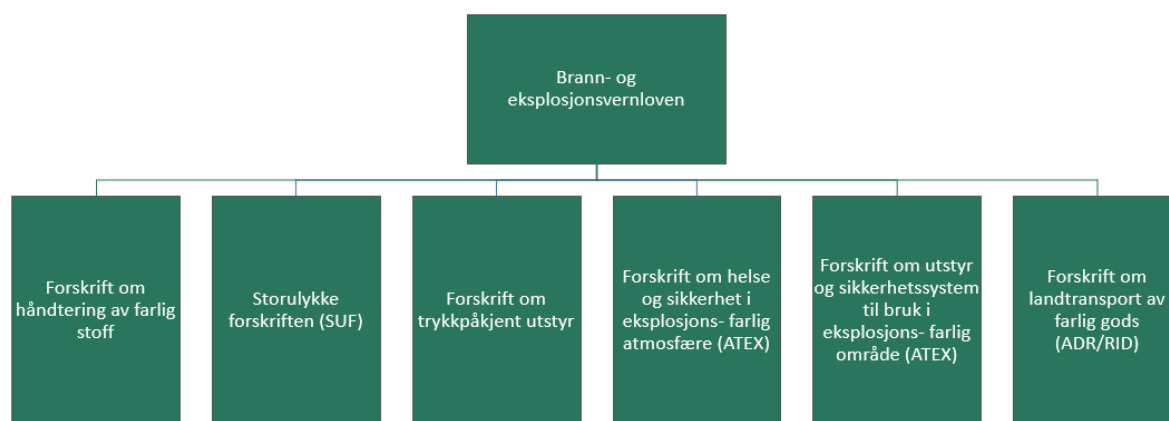 Brann- og
eksplosjonsvernloven
Forskrift om
håndtering av farlig
stoff
Storulykke
forskriften (SUF)
Forskrift om
trykkpåkjent utstyr
Forskrift om helse
og sikkerhet i
eksplosjons- farlig
atmosfære (ATEX)
Forskrift om utstyr
og sikkerhetssystem
til bruk i
eksplosjons- farlig
område (ATEX)
Forskrift om
landtransport av
farlig gods
(ADR/RID)